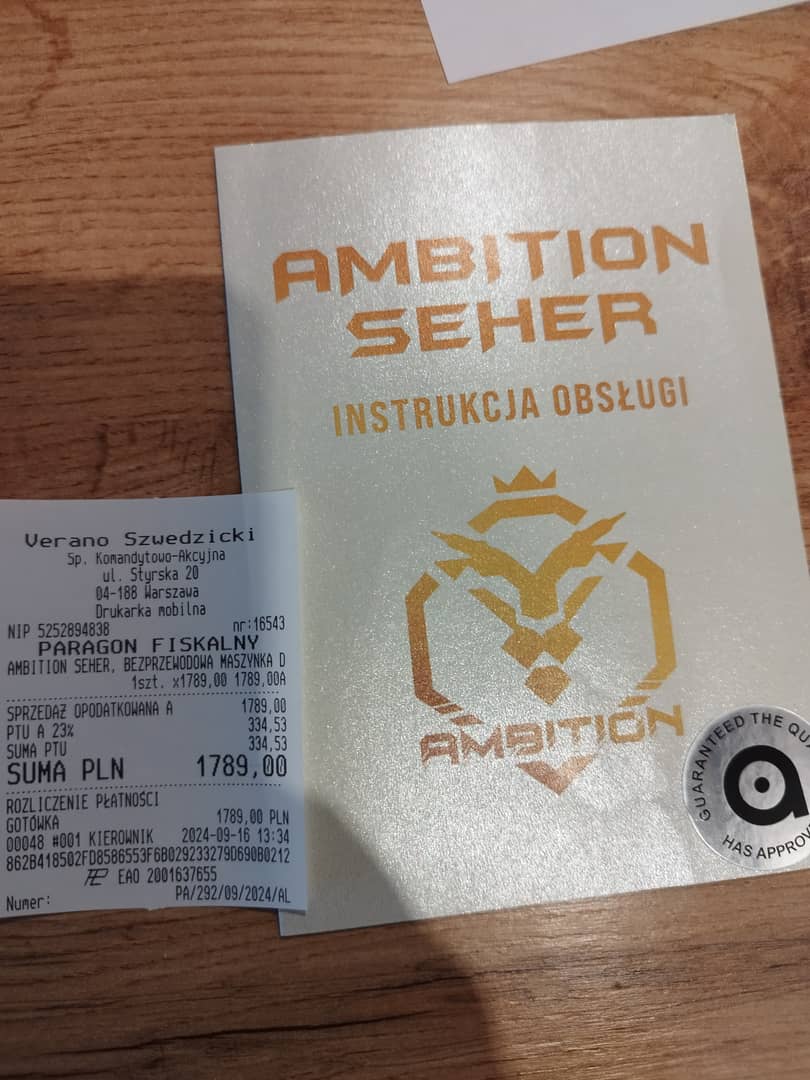 AMBITION
SEHER
INSTRUKCJA OBSŁUGI
AMBITION
GUARANTEED THE
HAS
a
Verano Szwedzicki
Sp. Komandytowo-Akcyjna
ul. Styrska 20
04-188 Warszawa
Drukarka mobilna
NIP 5252894838 nr:16543
PARAGON FISKALNY
AMBITION SEHER, BEZPRZEWODOWA MASZYNKA D
1szt. x1789,00 1789,00A
SPRZEDAŻ OPODATKOWANA A 1789,00
PTU A 23% 334,53
SUMA PTU 334,53
SUMA PLN 1789,00
ROZLICZENIE PŁATNOŚCI
GOTÓWKA 1789,00 PLN
00048 #001 KIEROWNIK 2024-09-16 13:34
862B418502FD8586553F6B029233279D690B0212
EAO 2001637655
Numer: PA/292/09/2024/AL